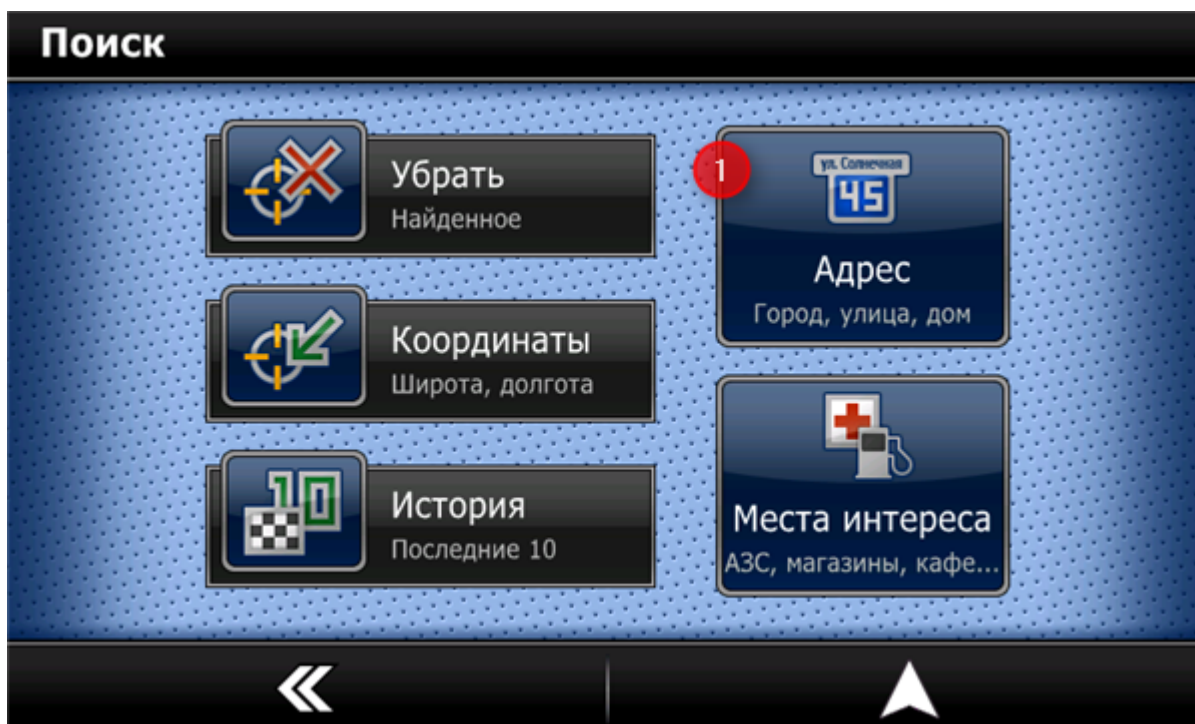 Поиск
Убрать
Найденное
Координаты
Широта, долгота
10
История
Последние 10
1
ул. Солнечная
45
Адрес
Город, улица, дом
Места интереса
АЗС, магазины, кафе...